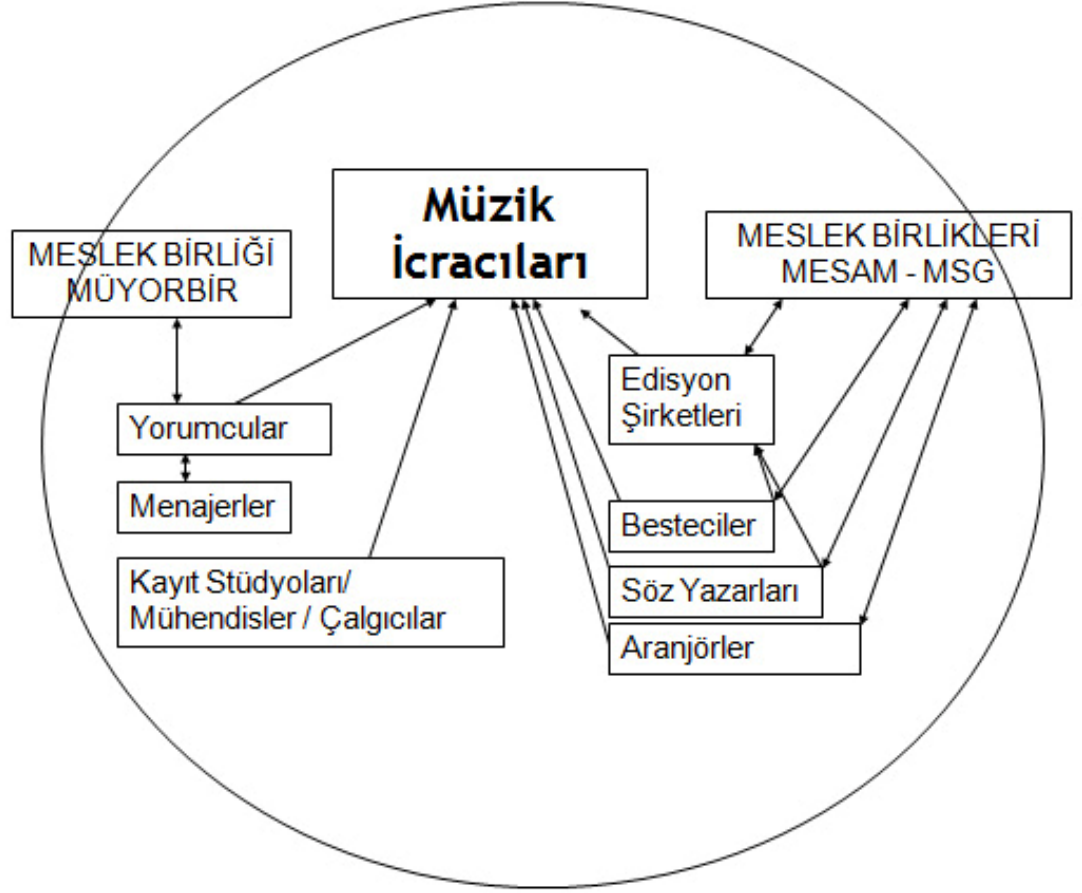 Müzik
İcracıları
MESLEK BİRLİĞİ
MÜYORBİR
MESLEK BİRLİKLERİ
MESAM - MSG
Yorumcular
Menajerler
Kayıt Stüdyoları/
Mühendisler / Çalgıcılar
Edisyon
Şirketleri
Besteciler
Söz Yazarları
Aranjörler